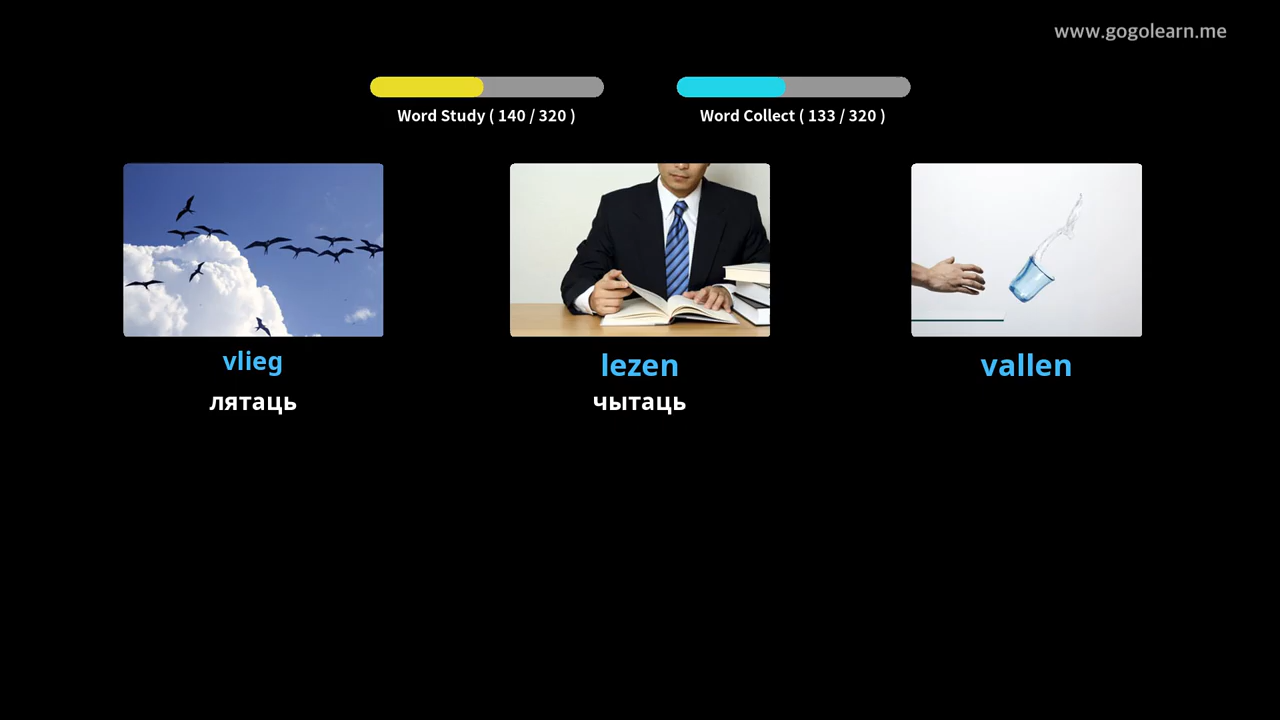 www.gogolearn.me
Word Study ( 140 / 320 )
Word Collect ( 133 / 320 )
vlieg
lezen
vallen
лятаць
чытаць